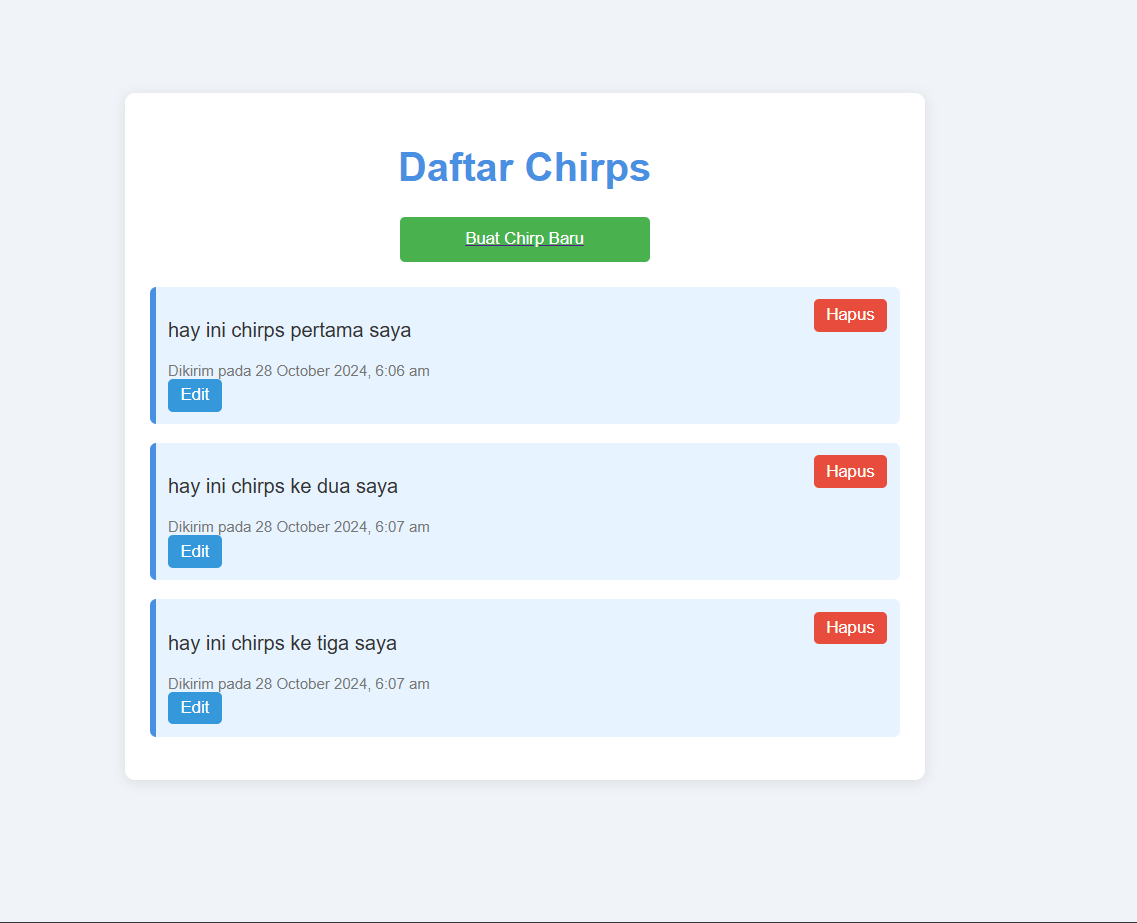 Daftar Chirps
Buat Chirp Baru
hay ini chirps pertama saya
Hapus
Dikirim pada 28 October 2024, 6:06 am
Edit
hay ini chirps ke dua saya
Hapus
Dikirim pada 28 October 2024, 6:07 am
Edit
hay ini chirps ke tiga saya
Hapus
Dikirim pada 28 October 2024, 6:07 am
Edit